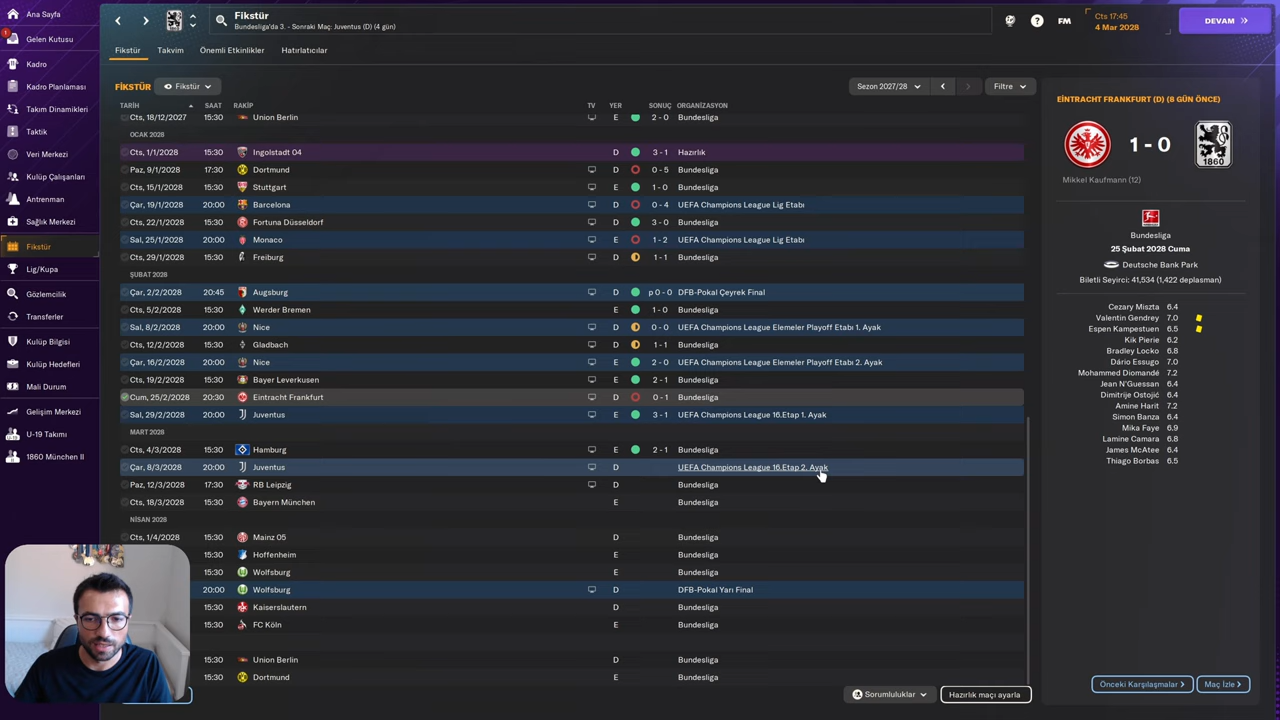 Ana Sayfa
1
Gelen Kutusu
Kadro
Kadro Planlaması
Takım Dinamikleri
Taktik
Veri Merkezi
Kulüp Çalışanları
Antrenman
Sağlık Merkezi
Fikstür
Lig/Kupa
Gözlemcilik
Transferler
Kulüp Bilgisi
Kulüp Hedefleri
Mali Durum
Gelişim Merkezi
U-19 Takımı
1860 München II
Fikstür
Bundesliga'da 3. - Sonraki Maç: Juventus (D) (4 gün)
? FM
Cts 17:45
4 Mar 2028
DEVAM
Fikstür Takvim Önemli Etkinlikler Hatırlatıcılar
FİKSTÜR Fikstür Sezon 2027/28 Filtre
TARİH SAAT RAKİP TV YER SONUÇ ORGANİZASYON
Cts, 18/12/2027 15:30 Union Berlin E 2 - 0 Bundesliga
OCAK 2028
Cts, 1/1/2028 15:30 Ingolstadt 04 D 3 - 1 Hazırlık
Paz, 9/1/2028 17:30 Dortmund D 0 - 5 Bundesliga
Cts, 15/1/2028 15:30 Stuttgart E 1 - 0 Bundesliga
Çar, 19/1/2028 20:00 Barcelona D 0 - 4 UEFA Champions League Lig Etabı
Cts, 22/1/2028 15:30 Fortuna Düsseldorf D 3 - 0 Bundesliga
Sal, 25/1/2028 20:00 Monaco D 1 - 2 UEFA Champions League Lig Etabı
Cts, 29/1/2028 15:30 Freiburg D 1 - 1 Bundesliga
ŞUBAT 2028
Çar, 2/2/2028 20:45 Augsburg D p 0 - 0 DFB-Pokal Çeyrek Final
Cts, 5/2/2028 15:30 Werder Bremen E 1 - 0 Bundesliga
Sal, 8/2/2028 20:00 Nice D 0 - 0 UEFA Champions League Elemeler Playoff Etabı 1. Ayak
Cts, 12/2/2028 15:30 Gladbach D 1 - 1 Bundesliga
Çar, 16/2/2028 20:00 Nice E 2 - 0 UEFA Champions League Elemeler Playoff Etabı 2. Ayak
Cts, 19/2/2028 15:30 Bayer Leverkusen E 2 - 1 Bundesliga
Cum, 25/2/2028 20:30 Eintracht Frankfurt D 0 - 1 Bundesliga
Sal, 29/2/2028 20:00 Juventus E 3 - 1 UEFA Champions League 16.Etap 1. Ayak
MART 2028
Cts, 4/3/2028 15:30 Hamburg E 2 - 1 Bundesliga
Çar, 8/3/2028 20:00 Juventus D UEFA Champions League 16.Etap 2. Ayak
Paz, 12/3/2028 17:30 RB Leipzig D Bundesliga
Cts, 18/3/2028 15:30 Bayern München E Bundesliga
NİSAN 2028
Cts, 1/4/2028 15:30 Mainz 05 D Bundesliga
15:30 Hoffenheim E Bundesliga
15:30 Wolfsburg E Bundesliga
20:00 Wolfsburg D DFB-Pokal Yarı Final
15:30 Kaiserslautern D Bundesliga
15:30 FC Köln E Bundesliga
15:30 Union Berlin D Bundesliga
15:30 Dortmund E Bundesliga
Sorumluluklar Hazırlık maçı ayarla
EİNTRACHT FRANKFURT (D) (8 GÜN ÖNCE)
1 - 0
1860
Mikkel Kaufmann (12)
Bundesliga
25 Şubat 2028 Cuma
Deutsche Bank Park
Biletli Seyirci: 41,534 (1,422 deplasman)
Cezary Miszta 6.4
Valentin Gendrey 7.0
Espen Kampestuen 6.5
Kik Pierie 6.2
Bradley Locko 6.8
Dário Essugo 7.0
Mohammed Diomandé 7.2
Jean N'Guessan 6.4
Dimitrije Ostojić 6.4
Amine Harit 7.2
Simon Banza 6.4
Mika Faye 6.9
Lamine Camara 6.8
James McAtee 6.4
Thiago Borbas 6.5
Önceki Karşılaşmalar Maç İzle